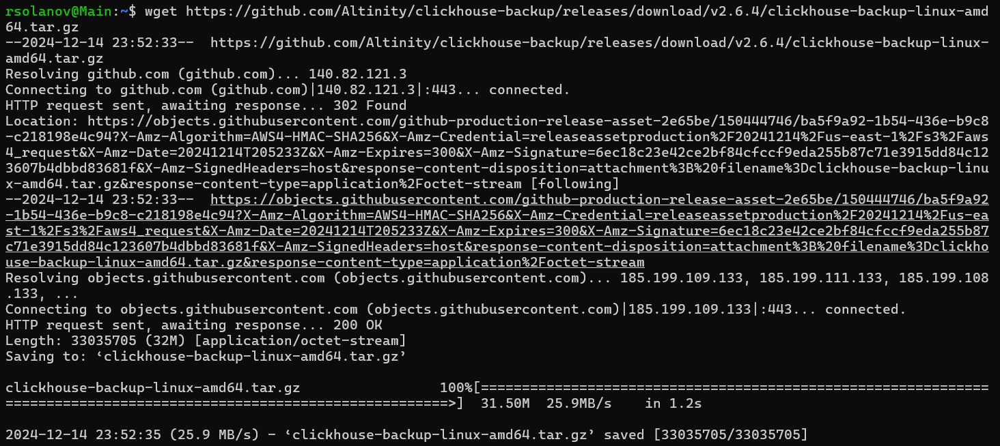 rsolanov@Main:~$ wget https://github.com/Altinity/clickhouse-backup/releases/download/v2.6.4/clickhouse-backup-linux-amd
64.tar.gz
--2024-12-14 23:52:33--  https://github.com/Altinity/clickhouse-backup/releases/download/v2.6.4/clickhouse-backup-linux-
amd64.tar.gz
Resolving github.com (github.com)... 140.82.121.3
Connecting to github.com (github.com)|140.82.121.3|:443... connected.
HTTP request sent, awaiting response... 302 Found
Location: https://objects.githubusercontent.com/github-production-release-asset-2e65be/150444746/ba5f9a92-1b54-436e-b9c8
-c218198e4c94?X-Amz-Algorithm=AWS4-HMAC-SHA256&X-Amz-Credential=releaseassetproduction%2F20241214%2Fus-east-1%2Fs3%2Faws
4_request&X-Amz-Date=20241214T205233Z&X-Amz-Expires=300&X-Amz-Signature=6ec18c23e42ce2bf84cfccf9eda255b87c71e3915dd84c12
3607b4dbbd83681f&X-Amz-SignedHeaders=host&response-content-disposition=attachment%3B%20filename%3Dclickhouse-backup-linu
x-amd64.tar.gz&response-content-type=application%2Foctet-stream [following]
--2024-12-14 23:52:33--  https://objects.githubusercontent.com/github-production-release-asset-2e65be/150444746/ba5f9a92
-1b54-436e-b9c8-c218198e4c94?X-Amz-Algorithm=AWS4-HMAC-SHA256&X-Amz-Credential=releaseassetproduction%2F20241214%2Fus-ea
st-1%2Fs3%2Faws4_request&X-Amz-Date=20241214T205233Z&X-Amz-Expires=300&X-Amz-Signature=6ec18c23e42ce2bf84cfccf9eda255b87
c71e3915dd84c123607b4dbbd83681f&X-Amz-SignedHeaders=host&response-content-disposition=attachment%3B%20filename%3Dclickho
use-backup-linux-amd64.tar.gz&response-content-type=application%2Foctet-stream
Resolving objects.githubusercontent.com (objects.githubusercontent.com)... 185.199.109.133, 185.199.111.133, 185.199.108
.133, ...
Connecting to objects.githubusercontent.com (objects.githubusercontent.com)|185.199.109.133|:443... connected.
HTTP request sent, awaiting response... 200 OK
Length: 33035705 (32M) [application/octet-stream]
Saving to: ‘clickhouse-backup-linux-amd64.tar.gz’

clickhouse-backup-linux-amd64.tar.gz                 100%[==============================================================
======================================================>]  31.50M  25.9MB/s    in 1.2s

2024-12-14 23:52:35 (25.9 MB/s) - ‘clickhouse-backup-linux-amd64.tar.gz’ saved [33035705/33035705]